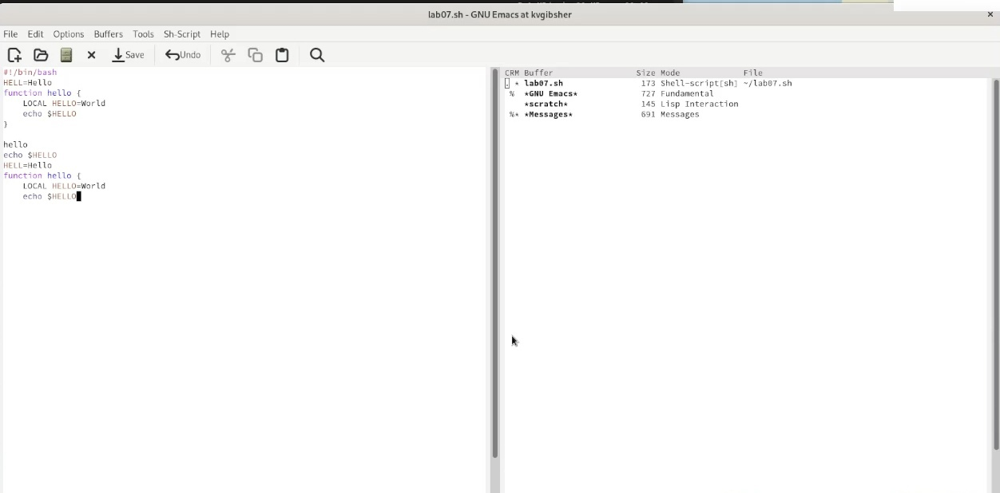 lab07.sh - GNU Emacs at kvgibsher
×
File Edit Options Buffers Tools Sh-Script Help
Save Undo
#!/bin/bash
HELL=Hello
function hello {
    LOCAL HELLO=World
    echo $HELLO
}
hello
echo $HELLO
HELL=Hello
function hello {
    LOCAL HELLO=World
    echo $HELLO
CRM Buffer Size Mode File
. * lab07.sh 173 Shell-script[sh] ~/lab07.sh
% *GNU Emacs* 727 Fundamental
*scratch* 145 Lisp Interaction
%* *Messages* 691 Messages